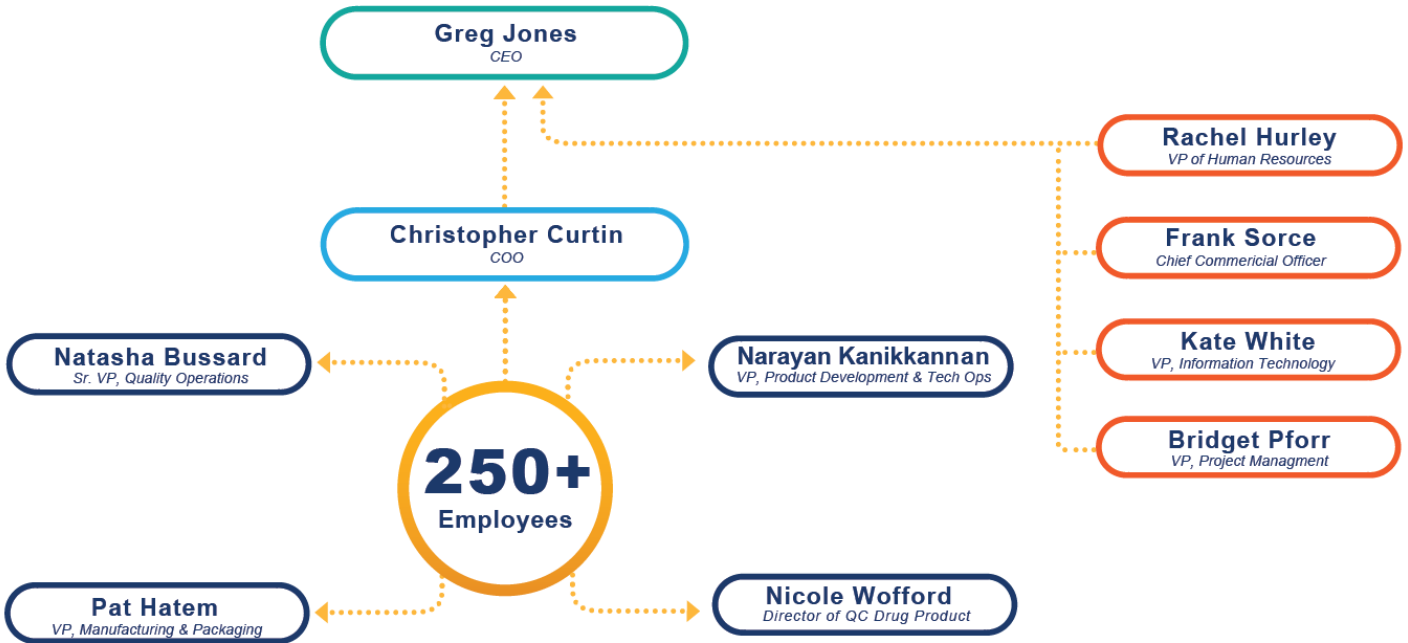 Greg Jones
CEO
Rachel Hurley
VP of Human Resources
Christopher Curtin
COO
Frank Sorce
Chief Commericial Officer
Kate White
VP, Information Technology
Natasha Bussard
Sr. VP, Quality Operations
Narayan Kanikkannan
VP, Product Development & Tech Ops
Bridget Pforr
VP, Project Managment
250+
Employees
Pat Hatem
VP, Manufacturing & Packaging
Nicole Wofford
Director of QC Drug Product